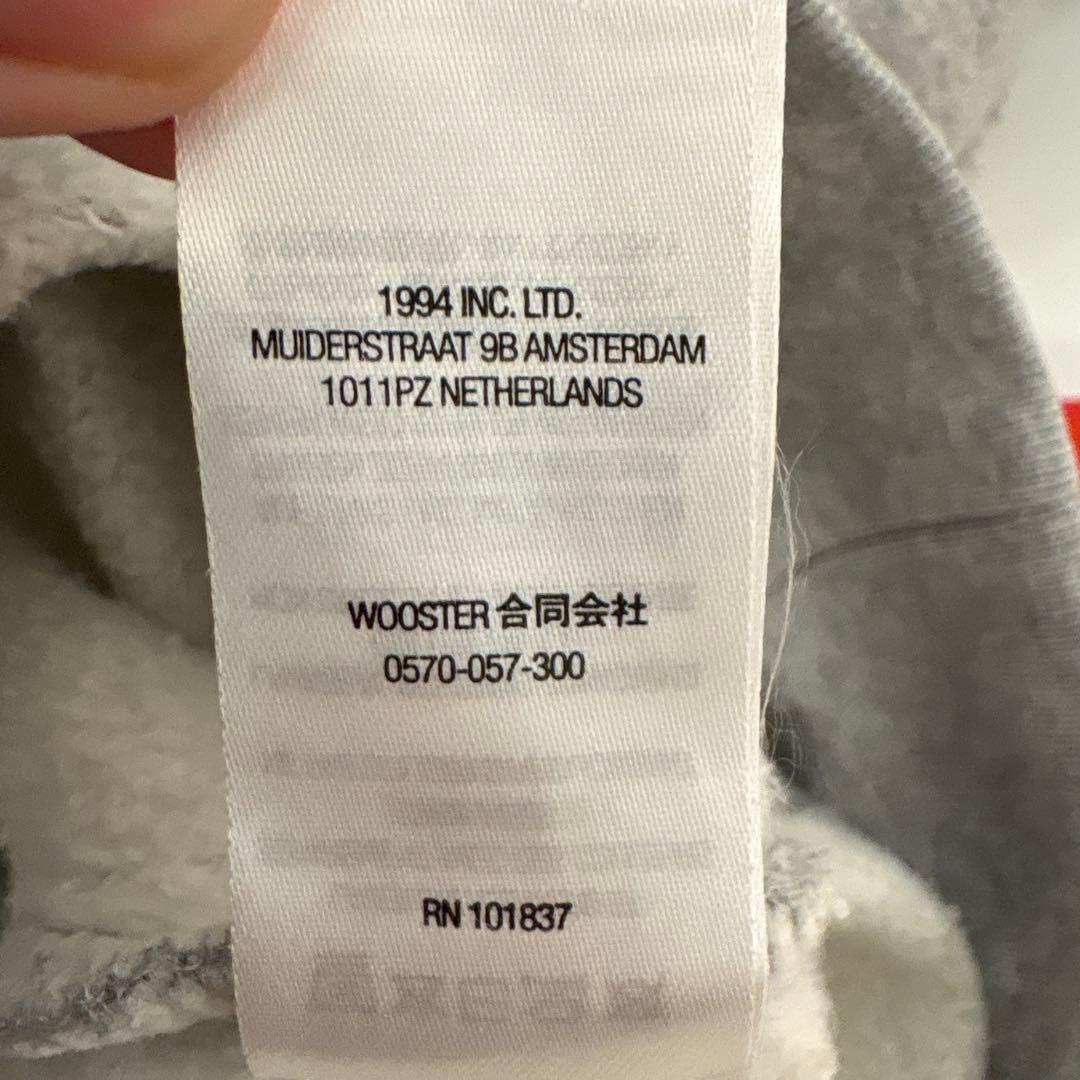 1994 INC. LTD.
MUIDERSTRAAT 9B AMSTERDAM
1011PZ NETHERLANDS
WOOSTER 合同会社
0570-057-300
RN 101837